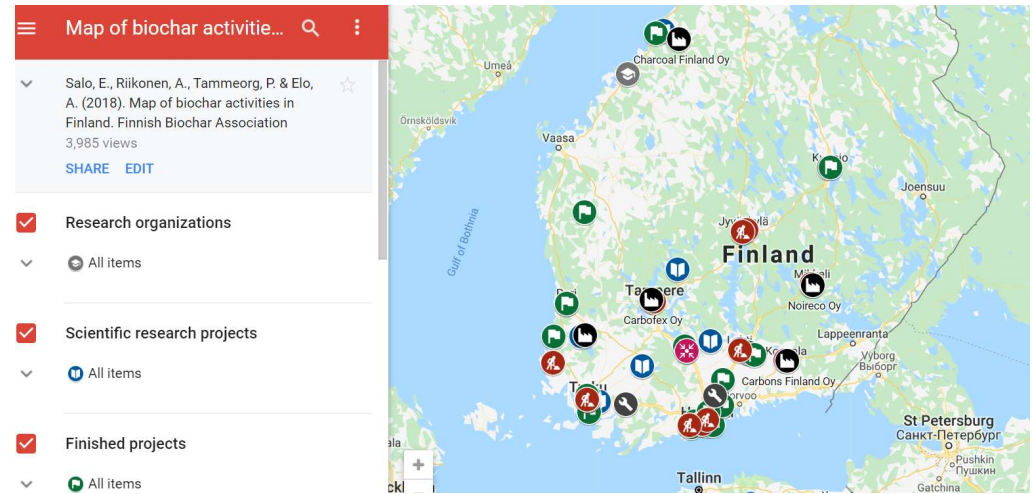 Map of biochar activitie...
Salo, E., Riikonen, A., Tammeorg, P. & Elo,
A. (2018). Map of biochar activities in
Finland. Finnish Biochar Association
3,985 views
SHARE EDIT
Research organizations
All items
Scientific research projects
All items
Finished projects
All items
Umeå
Charcoal Finland Oy
Örnsköldsvik
Vaasa
Joensuu
Gulf of Bothnia
Finland
Noireco Oy
Carbofex Oy
Lappeenranta
Vyborg
Выборг
Carbons Finland Oy
St Petersburg
Санкт-Петербург
Pushkin
Пушкин
Tallinn
Gatchina